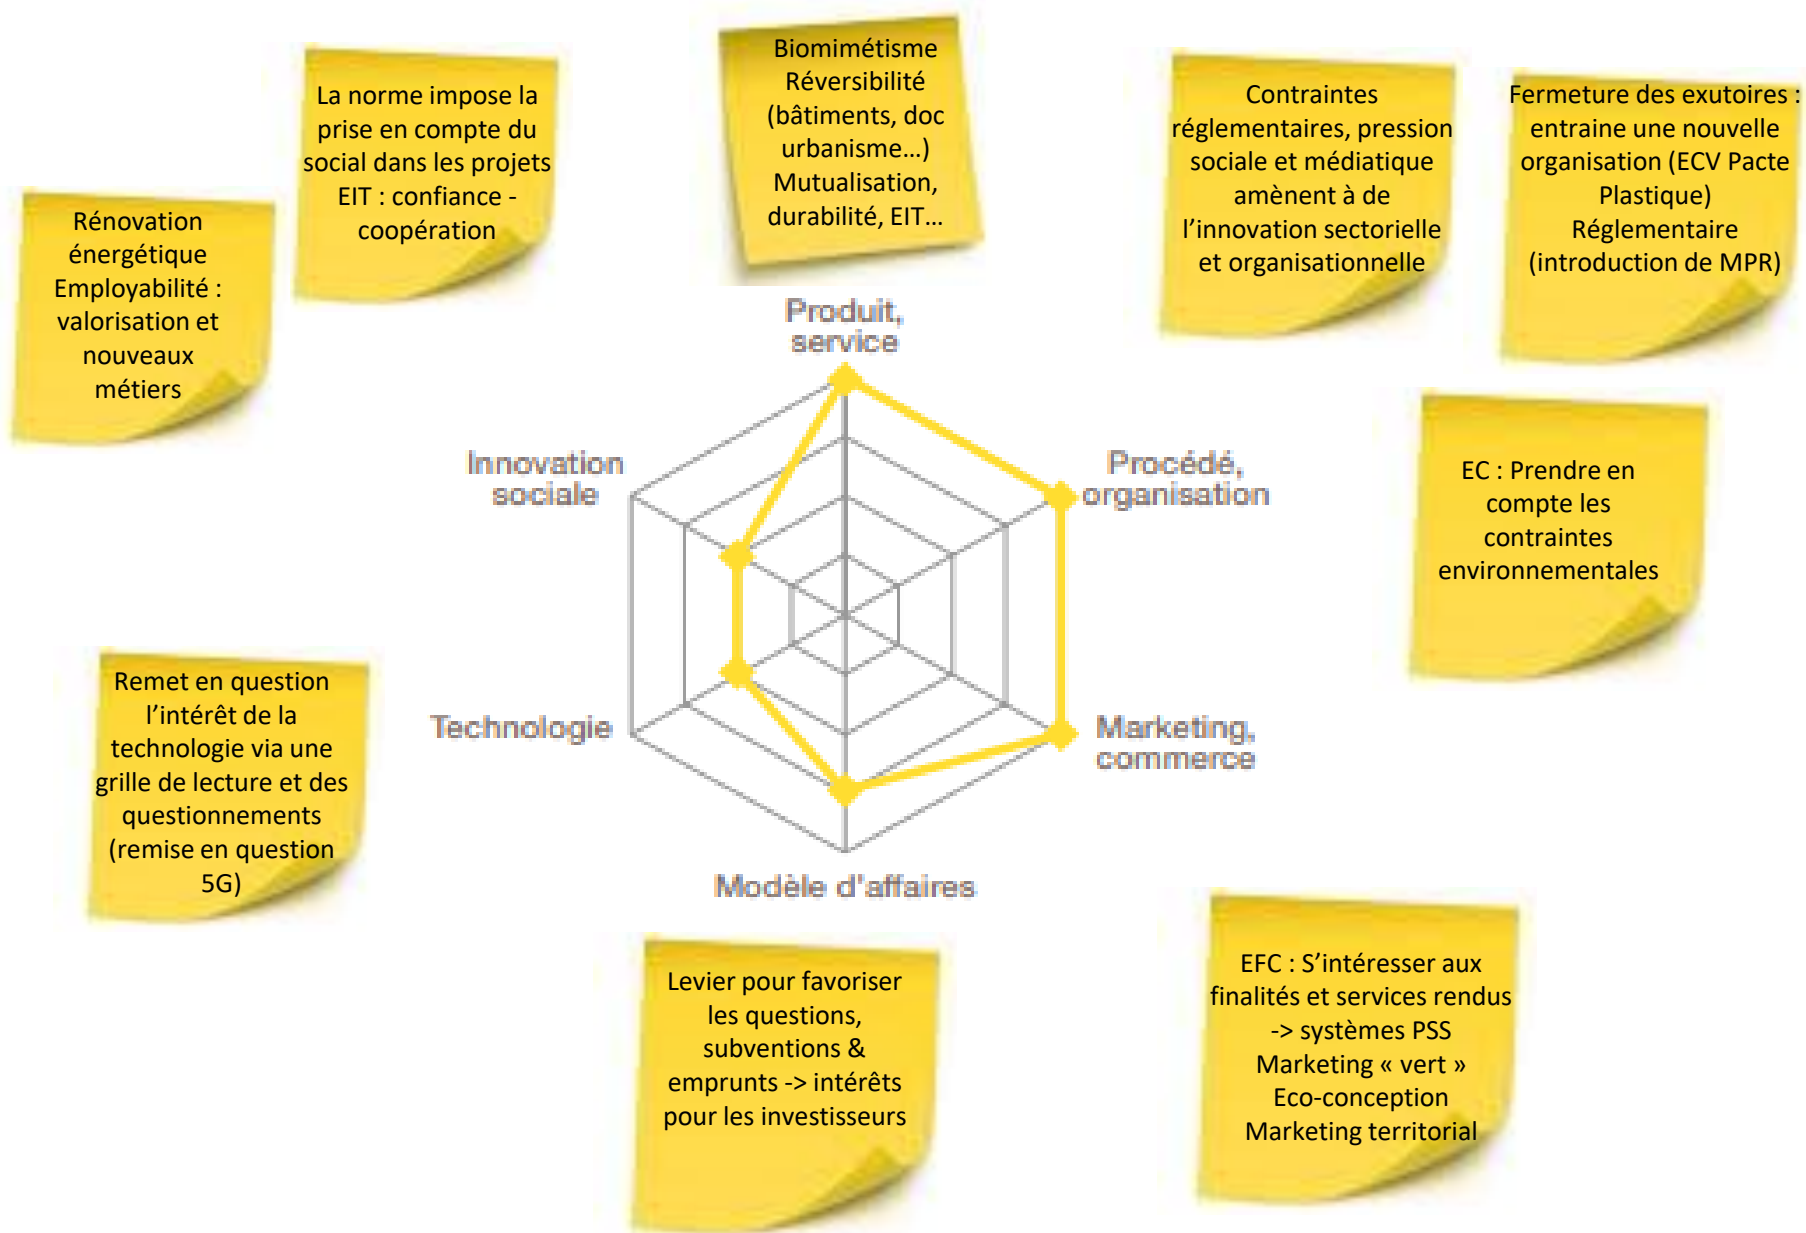 Biomimétisme
Réversibilité
(bâtiments, doc
urbanisme…)
Mutualisation,
durabilité, EIT…
La norme impose la
prise en compte du
social dans les projets
EIT : confiance -
coopération
Contraintes
réglementaires, pression
sociale et médiatique
amènent à de
l’innovation sectorielle
et organisationnelle
Fermeture des exutoires :
entraine une nouvelle
organisation (ECV Pacte
Plastique)
Réglementaire
(introduction de MPR)
Rénovation
énergétique
Employabilité :
valorisation et
nouveaux
métiers
Produit,
service
Innovation
sociale
Procédé,
organisation
EC : Prendre en
compte les
contraintes
environnementales
Remet en question
l’intérêt de la
technologie via une
grille de lecture et des
questionnements
(remise en question
5G)
Technologie
Marketing,
commerce
Modèle d'affaires
Levier pour favoriser
les questions,
subventions &
emprunts -> intérêts
pour les investisseurs
EFC : S’intéresser aux
finalités et services rendus
-> systèmes PSS
Marketing « vert »
Eco-conception
Marketing territorial